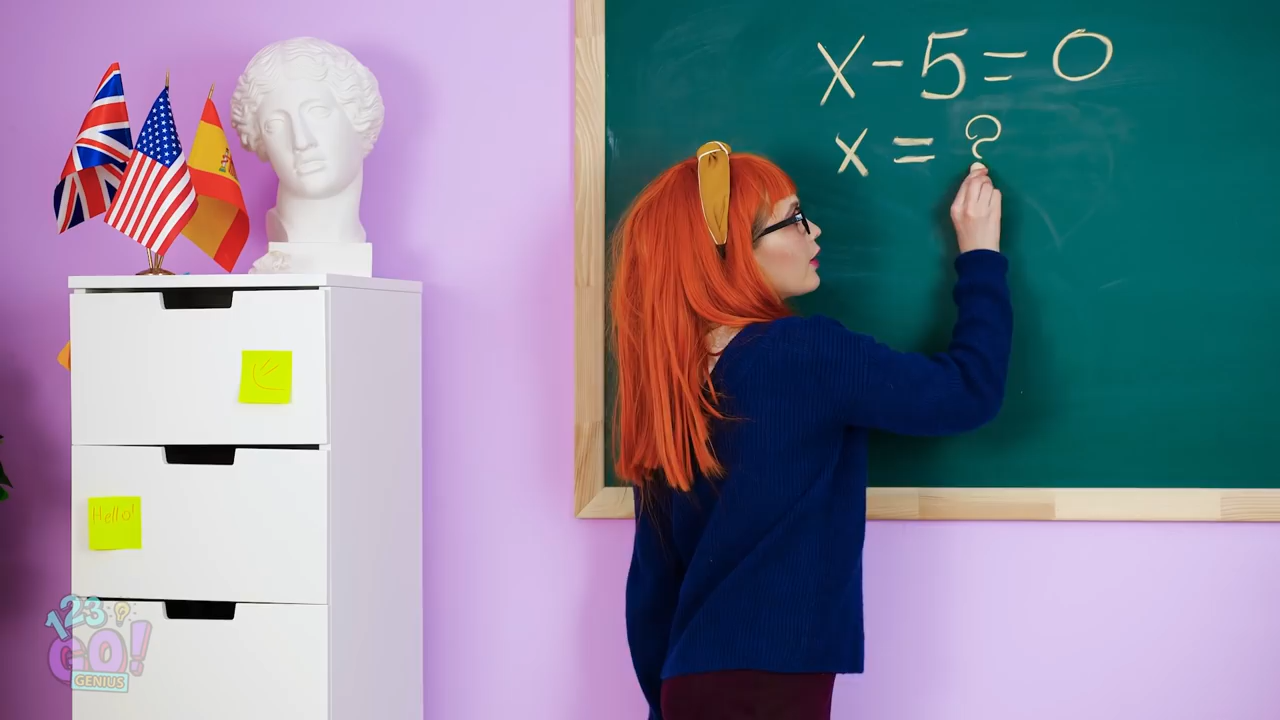 x - 5 = 0
x = ?
Hello!
123
GO!
GENIUS